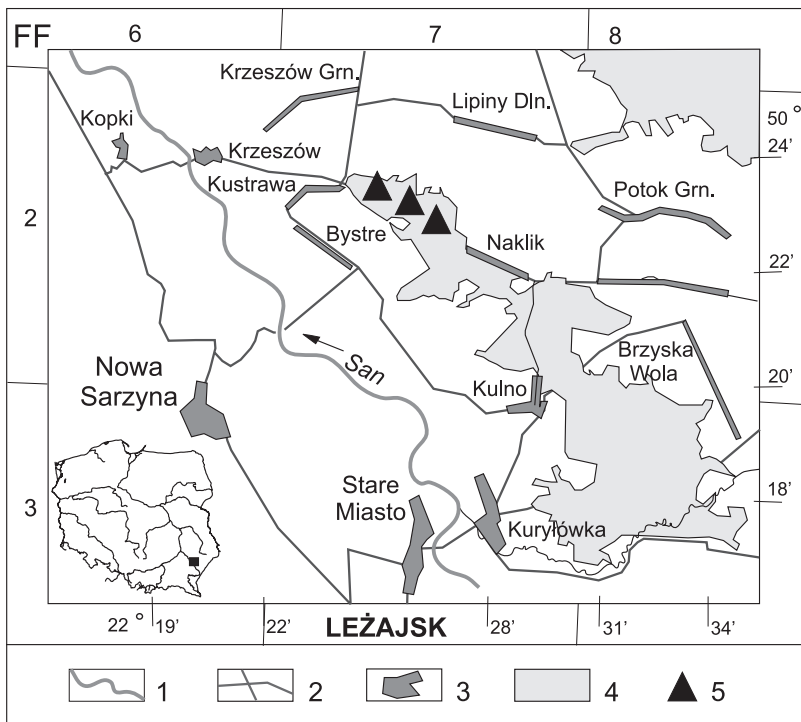 FF 6 7 8
Krzeszów Grn.
Lipiny Dln.
Kopki
50 °
24'
Krzeszów
Kustrawa
Potok Grn.
2
Bystre
Naklik
22'
San
Brzyska
Wola
Nowa
Sarzyna
Kulno
20'
3
Stare
Miasto
18'
Kuryłówka
22 ° 19' 22' LEŻAJSK 28' 31' 34'
1 2 3 4 5